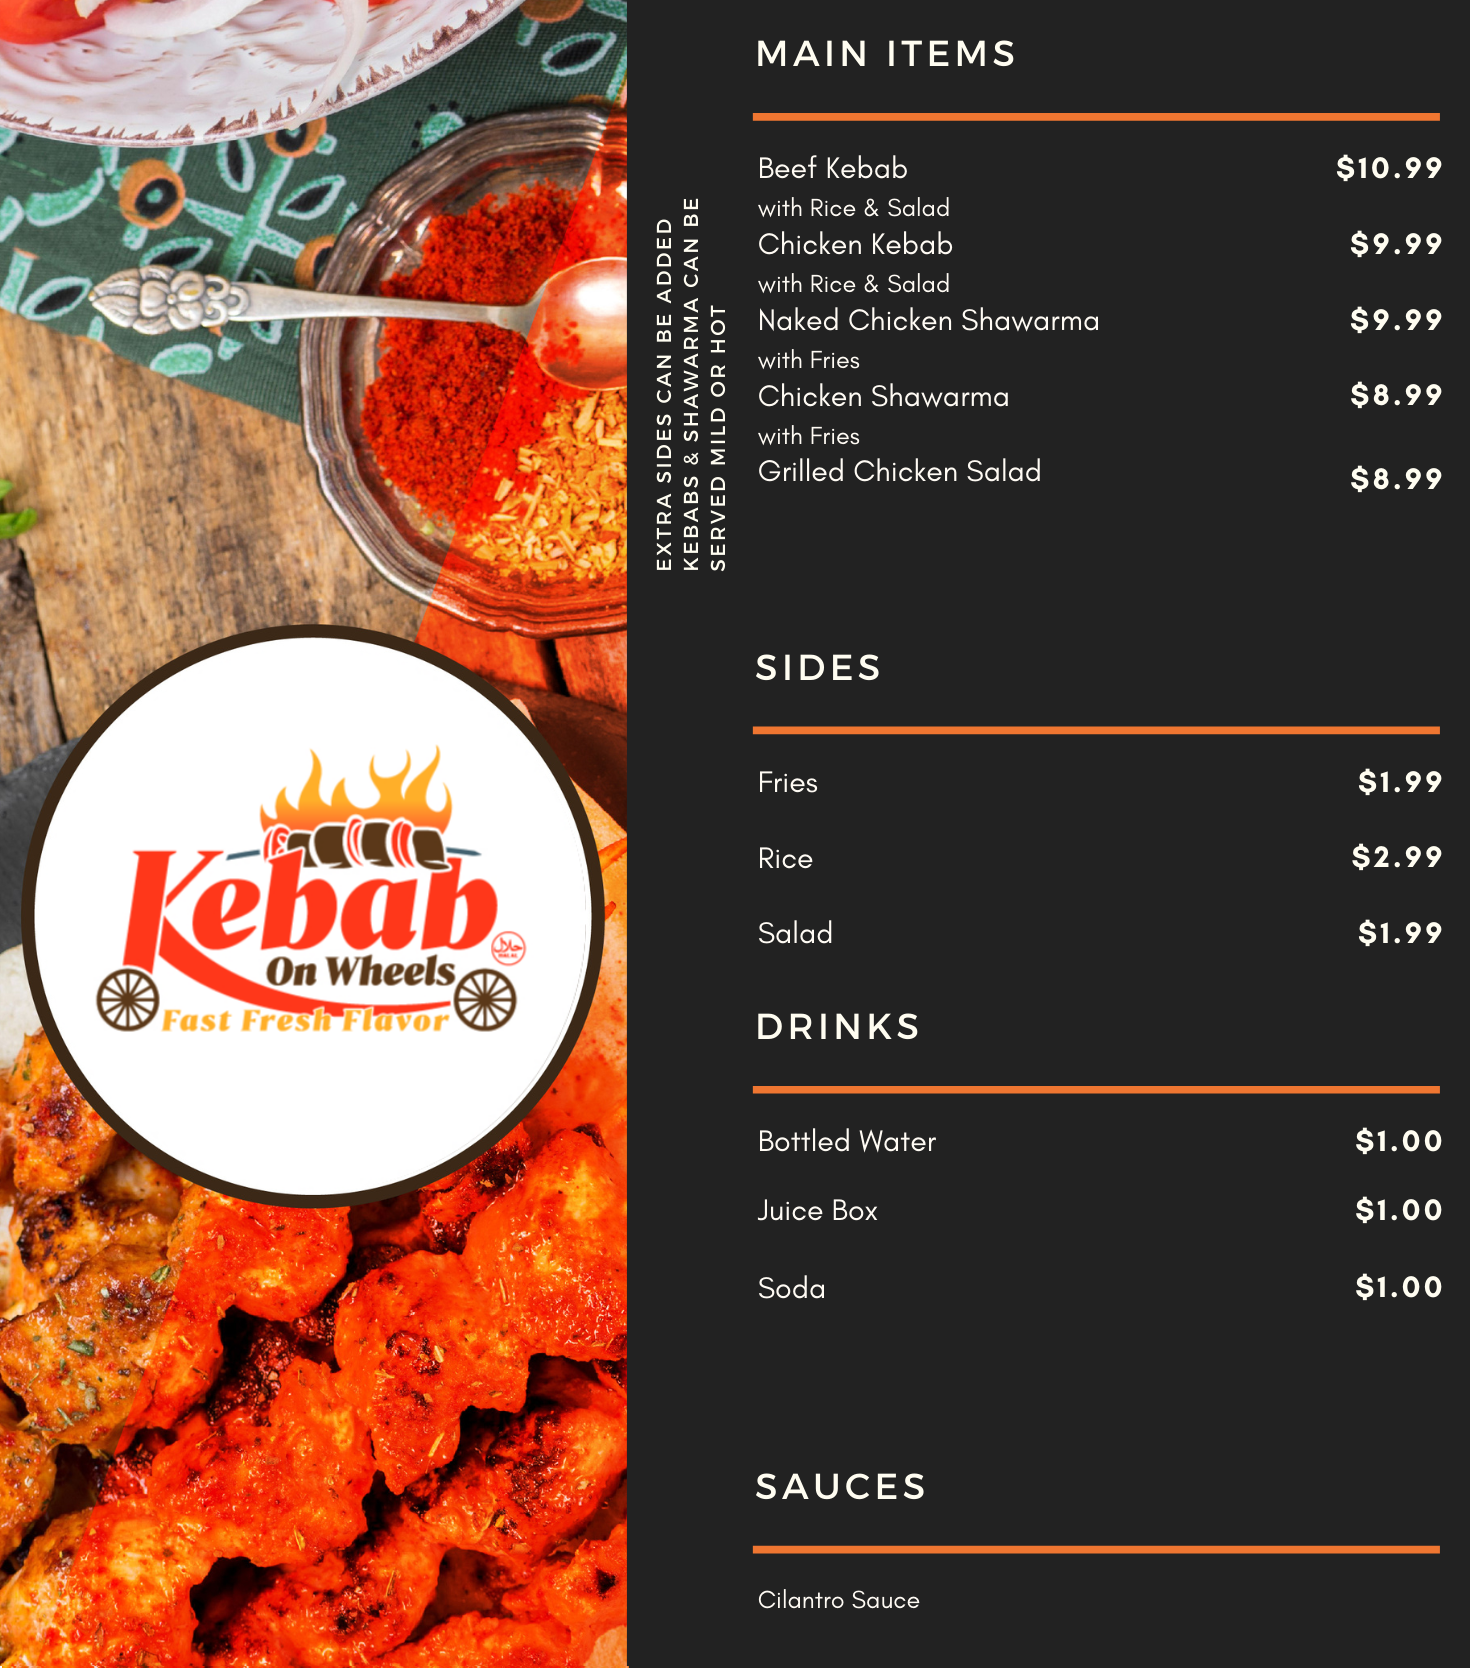 MAIN ITEMS
Beef Kebab $10.99
with Rice & Salad
Chicken Kebab $9.99
with Rice & Salad
Naked Chicken Shawarma $9.99
with Fries
Chicken Shawarma $8.99
with Fries
Grilled Chicken Salad $8.99
EXTRA SIDES CAN BE ADDED
KEBABS & SHAWARMA CAN BE
SERVED MILD OR HOT
SIDES
Fries $1.99
Rice $2.99
Salad $1.99
Kebab
حلال
HALAL
On Wheels
Fast Fresh Flavor
DRINKS
Bottled Water $1.00
Juice Box $1.00
Soda $1.00
SAUCES
Cilantro Sauce